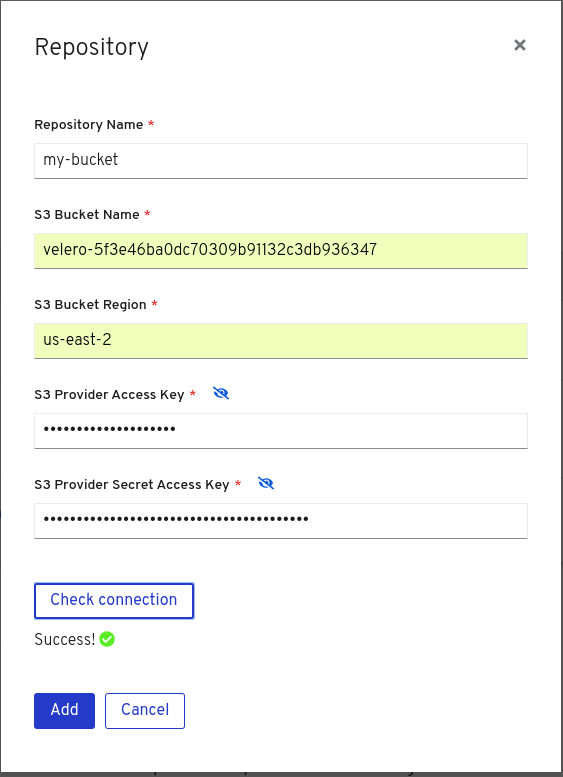 Repository
Repository Name *
my-bucket
S3 Bucket Name *
velero-5f3e46ba0dc70309b91132c3db936347
S3 Bucket Region *
us-east-2
S3 Provider Access Key *
••••••••••••••••••••
S3 Provider Secret Access Key *
••••••••••••••••••••••••••••••••••••••••
Check connection
Success!
Add Cancel